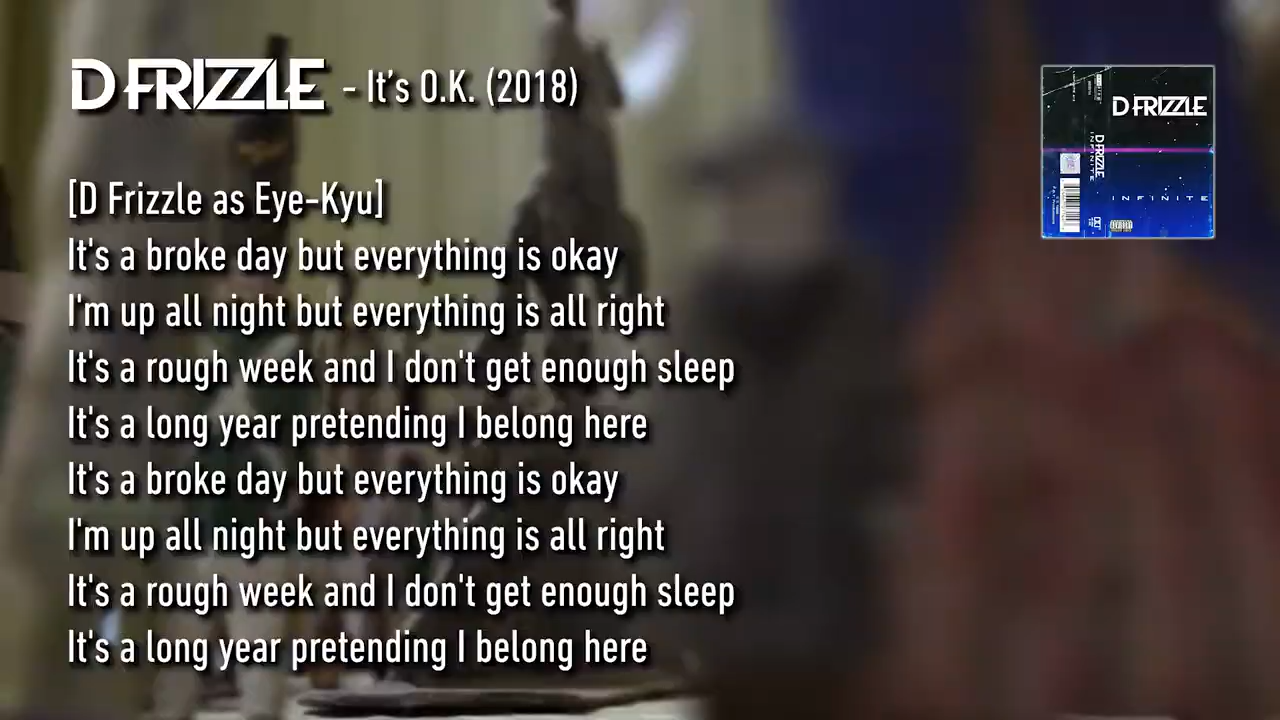 D FRIZZLE - It's O.K. (2018)
[D Frizzle as Eye-Kyu]
It's a broke day but everything is okay
I'm up all night but everything is all right
It's a rough week and I don't get enough sleep
It's a long year pretending I belong here
It's a broke day but everything is okay
I'm up all night but everything is all right
It's a rough week and I don't get enough sleep
It's a long year pretending I belong here
D FRIZZLE
D FRIZZLE
INFINITE
INFINITE